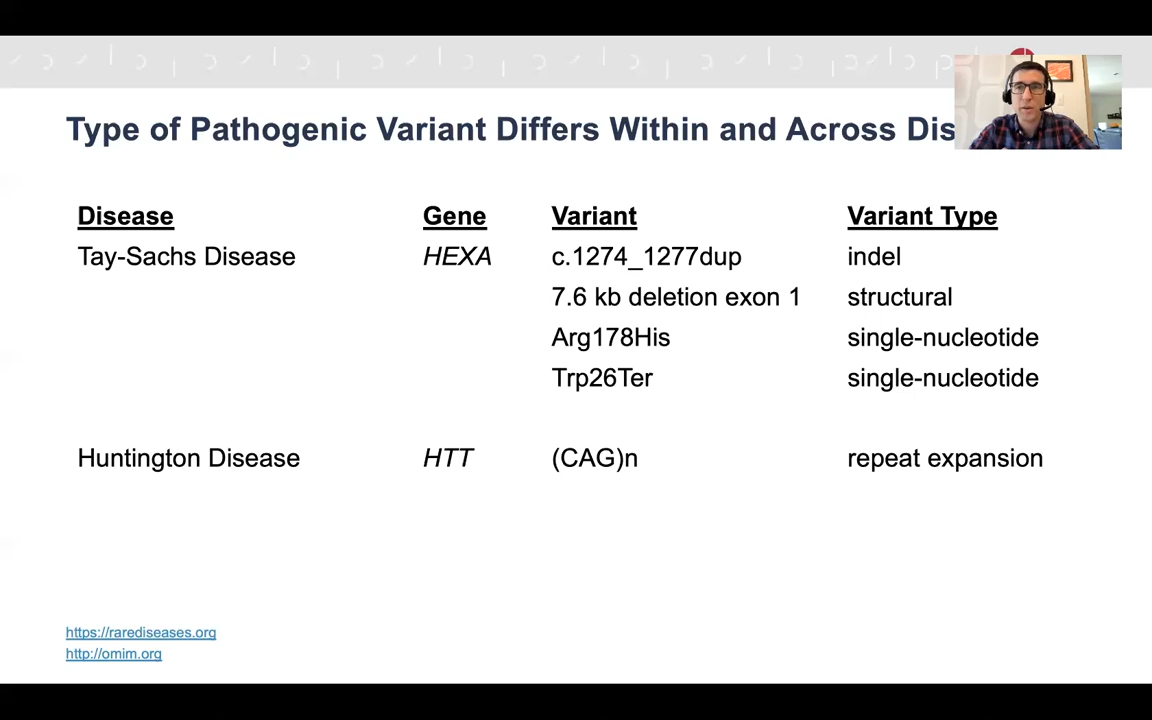 Type of Pathogenic Variant Differs Within and Across
Disease Gene Variant Variant Type
Tay-Sachs Disease HEXA c.1274_1277dup indel
7.6 kb deletion exon 1 structural
Arg178His single-nucleotide
Trp26Ter single-nucleotide
Huntington Disease HTT (CAG)n repeat expansion
https://rarediseases.org
http://omim.org